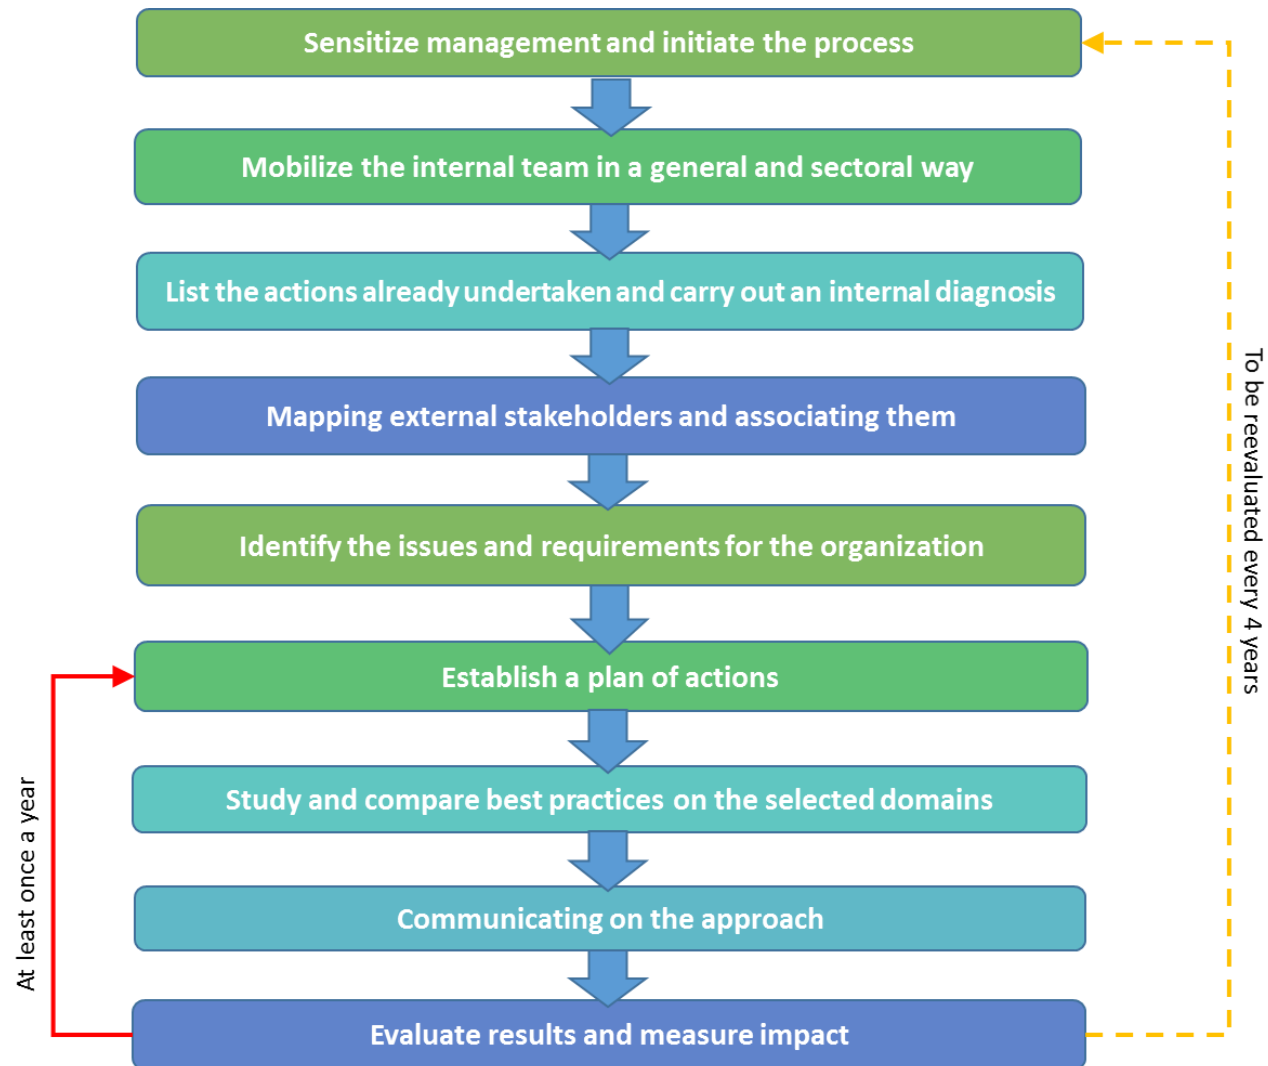 Sensitize management and initiate the process
Mobilize the internal team in a general and sectoral way
List the actions already undertaken and carry out an internal diagnosis
Mapping external stakeholders and associating them
Identify the issues and requirements for the organization
Establish a plan of actions
Study and compare best practices on the selected domains
Communicating on the approach
Evaluate results and measure impact
At least once a year
To be reevaluated every 4 years